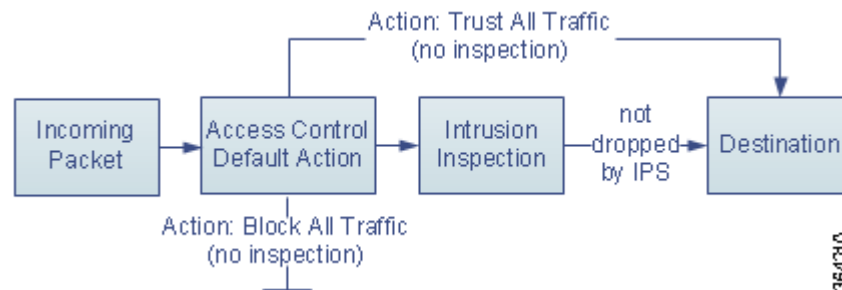 Action: Trust All Traffic
(no inspection)
Incoming
Packet
Access Control
Default Action
Intrusion
Inspection
not
dropped
by IPS
Destination
Action: Block All Traffic
(no inspection)